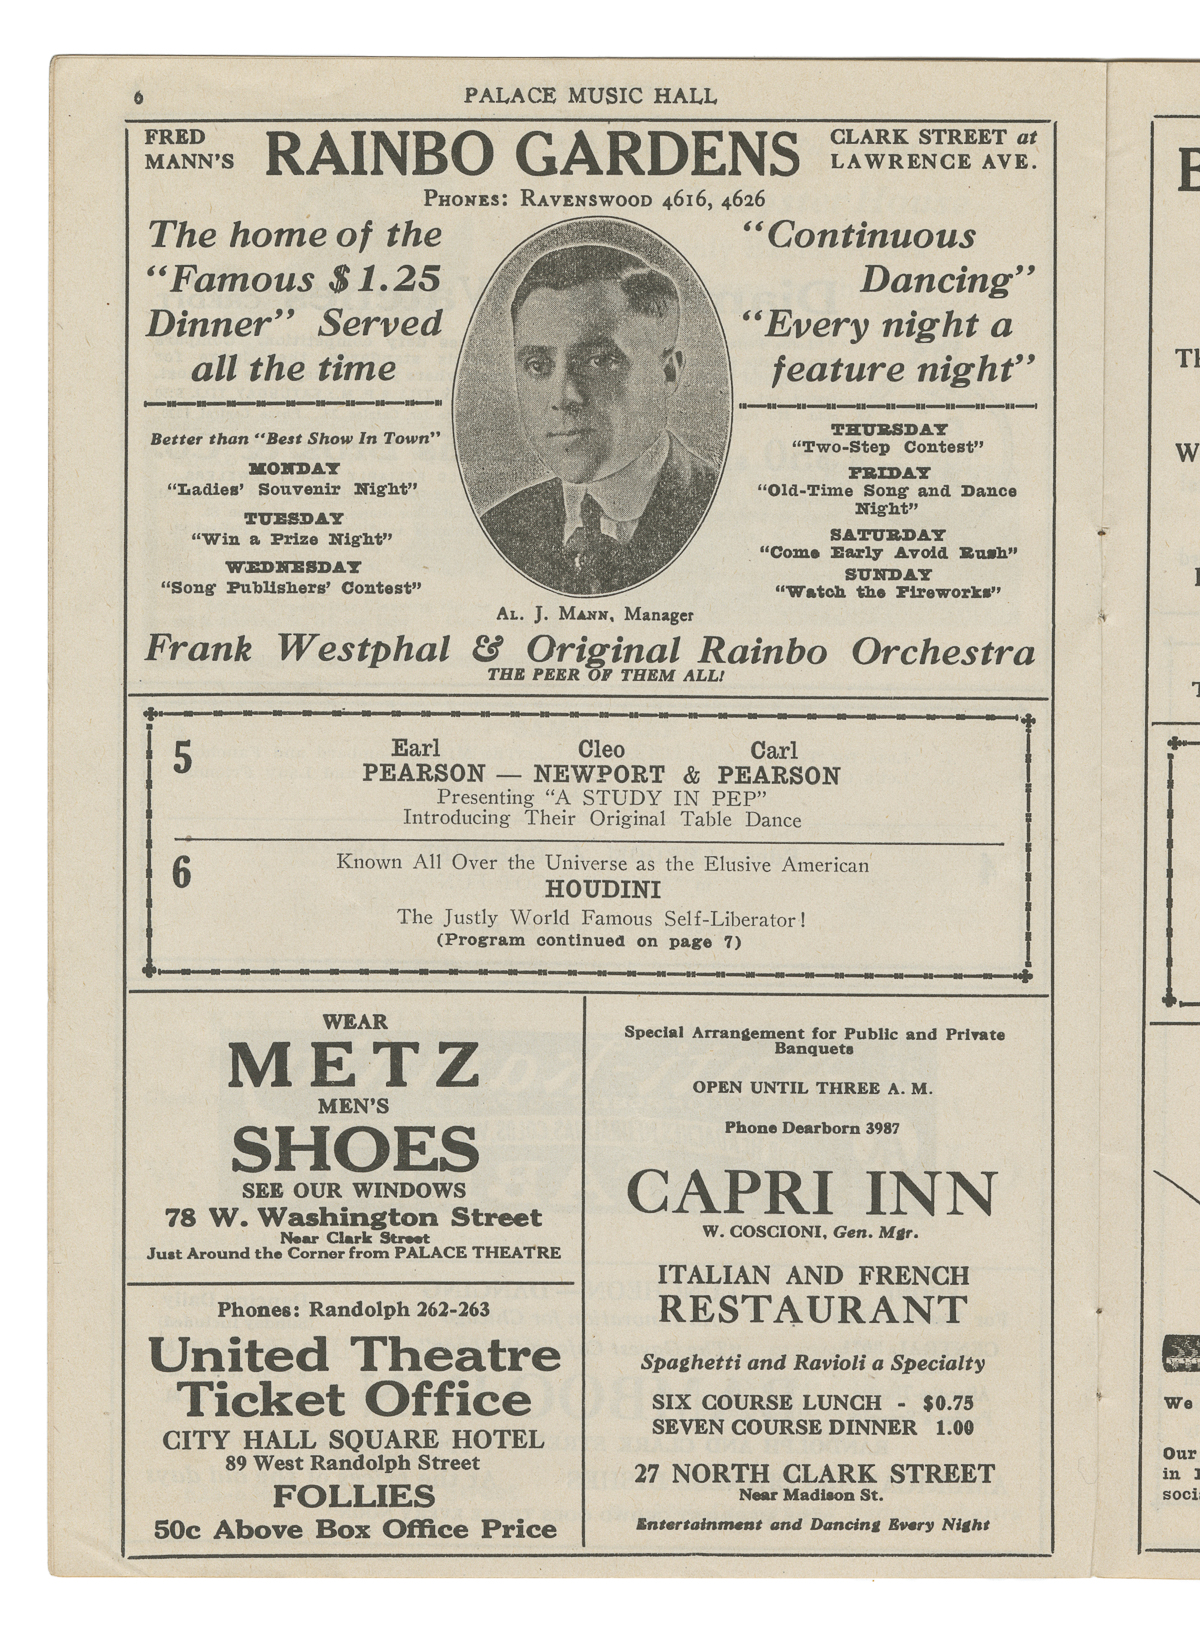 6
PALACE MUSIC HALL
FRED
MANN'S
RAINBO GARDENS
CLARK STREET at
LAWRENCE AVE.
PHONES: RAVENSWOOD 4616, 4626
The home of the
"Famous $1.25
Dinner" Served
all the time
"Continuous
Dancing"
"Every night a
feature night"
Better than "Best Show In Town"
MONDAY
"Ladies' Souvenir Night"
TUESDAY
"Win a Prize Night"
WEDNESDAY
"Song Publishers' Contest"
THURSDAY
"Two-Step Contest"
FRIDAY
"Old-Time Song and Dance
Night"
SATURDAY
"Come Early Avoid Rush"
SUNDAY
"Watch the Fireworks"
AL. J. MANN, Manager
Frank Westphal & Original Rainbo Orchestra
THE PEER OF THEM ALL!
5
Earl Cleo Carl
PEARSON — NEWPORT & PEARSON
Presenting "A STUDY IN PEP"
Introducing Their Original Table Dance
6
Known All Over the Universe as the Elusive American
HOUDINI
The Justly World Famous Self-Liberator!
(Program continued on page 7)
WEAR
METZ
MEN'S
SHOES
SEE OUR WINDOWS
78 W. Washington Street
Near Clark Street
Just Around the Corner from PALACE THEATRE
Phones: Randolph 262-263
United Theatre
Ticket Office
CITY HALL SQUARE HOTEL
89 West Randolph Street
FOLLIES
50c Above Box Office Price
Special Arrangement for Public and Private
Banquets
OPEN UNTIL THREE A. M.
Phone Dearborn 3987
CAPRI INN
W. COSCIONI, Gen. Mgr.
ITALIAN AND FRENCH
RESTAURANT
Spaghetti and Ravioli a Specialty
SIX COURSE LUNCH - $0.75
SEVEN COURSE DINNER 1.00
27 NORTH CLARK STREET
Near Madison St.
Entertainment and Dancing Every Night
We
Our
in